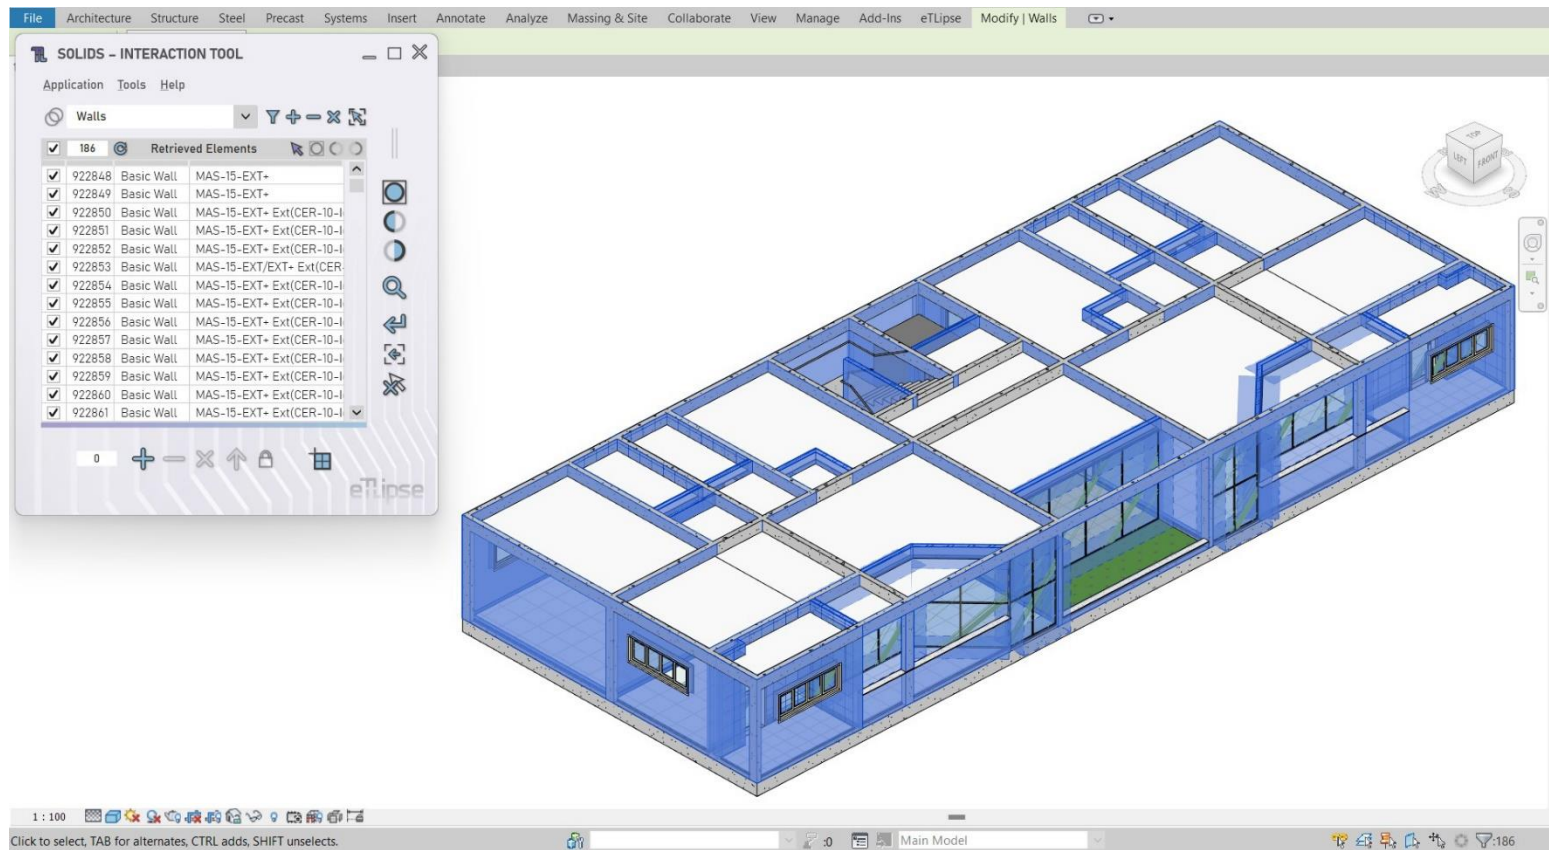 File Architecture Structure Steel Precast Systems Insert Annotate Analyze Massing & Site Collaborate View Manage Add-Ins eTLipse Modify | Walls
SOLIDS - INTERACTION TOOL
Application Tools Help
Walls
186 Retrieved Elements
922848 Basic Wall MAS-15-EXT+
922849 Basic Wall MAS-15-EXT+
922850 Basic Wall MAS-15-EXT+ Ext(CER-10-I
922851 Basic Wall MAS-15-EXT+ Ext(CER-10-I
922852 Basic Wall MAS-15-EXT+ Ext(CER-10-I
922853 Basic Wall MAS-15-EXT/EXT+ Ext(CER-
922854 Basic Wall MAS-15-EXT+ Ext(CER-10-I
922855 Basic Wall MAS-15-EXT+ Ext(CER-10-I
922856 Basic Wall MAS-15-EXT+ Ext(CER-10-I
922857 Basic Wall MAS-15-EXT+ Ext(CER-10-I
922858 Basic Wall MAS-15-EXT+ Ext(CER-10-I
922859 Basic Wall MAS-15-EXT+ Ext(CER-10-I
922860 Basic Wall MAS-15-EXT+ Ext(CER-10-I
922861 Basic Wall MAS-15-EXT+ Ext(CER-10-I
0
eTLipse
TOP
LEFT FRONT
1 : 100
Click to select, TAB for alternates, CTRL adds, SHIFT unselects. :0 Main Model :186